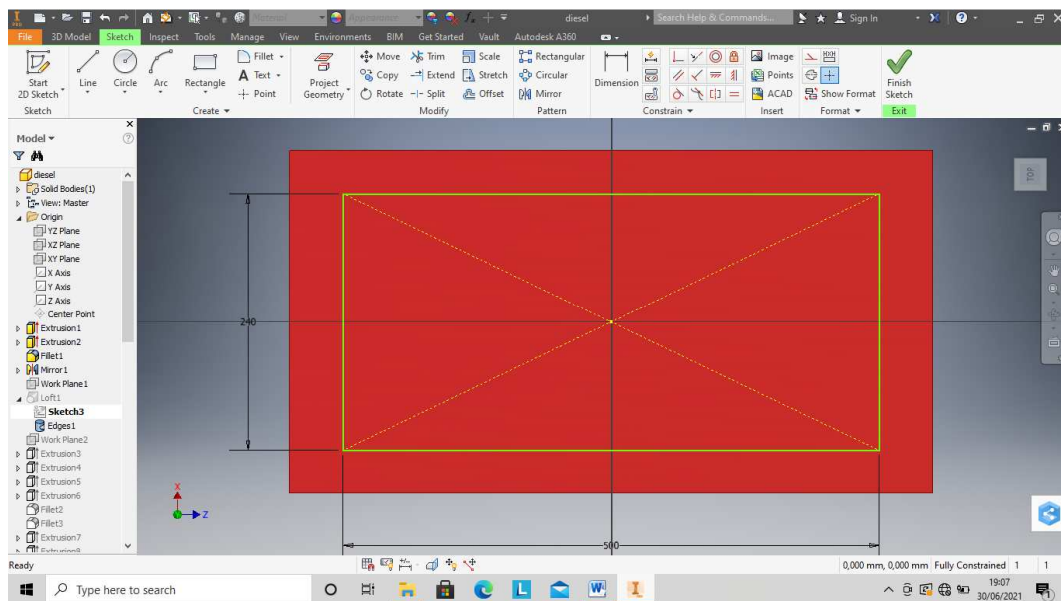 I
PRO
Material
Appearance
diesel
Search Help & Commands...
Sign In
File 3D Model Sketch Inspect Tools Manage View Environments BIM Get Started Vault Autodesk A360
Start
2D Sketch
Line
Circle
Arc
Rectangle
Fillet
Text
Point
Project
Geometry
Move
Trim
Scale
Copy
Extend
Stretch
Rotate
Split
Offset
Rectangular
Circular
Mirror
Dimension
Image
Points
ACAD
Show Format
Finish
Sketch
Sketch Create Modify Pattern Constrain Insert Format Exit
Model
diesel
Solid Bodies(1)
View: Master
Origin
YZ Plane
XZ Plane
XY Plane
X Axis
Y Axis
Z Axis
Center Point
Extrusion1
Extrusion2
Fillet1
Mirror1
Work Plane1
Loft1
Sketch3
Edges1
Work Plane2
Extrusion3
Extrusion4
Extrusion5
Extrusion6
Fillet2
Fillet3
Extrusion7
Extrusion8
240
500
TOP
X
Z
Ready
0,000 mm, 0,000 mm Fully Constrained 1 1
Type here to search
L
W
I
19:07
30/06/2021